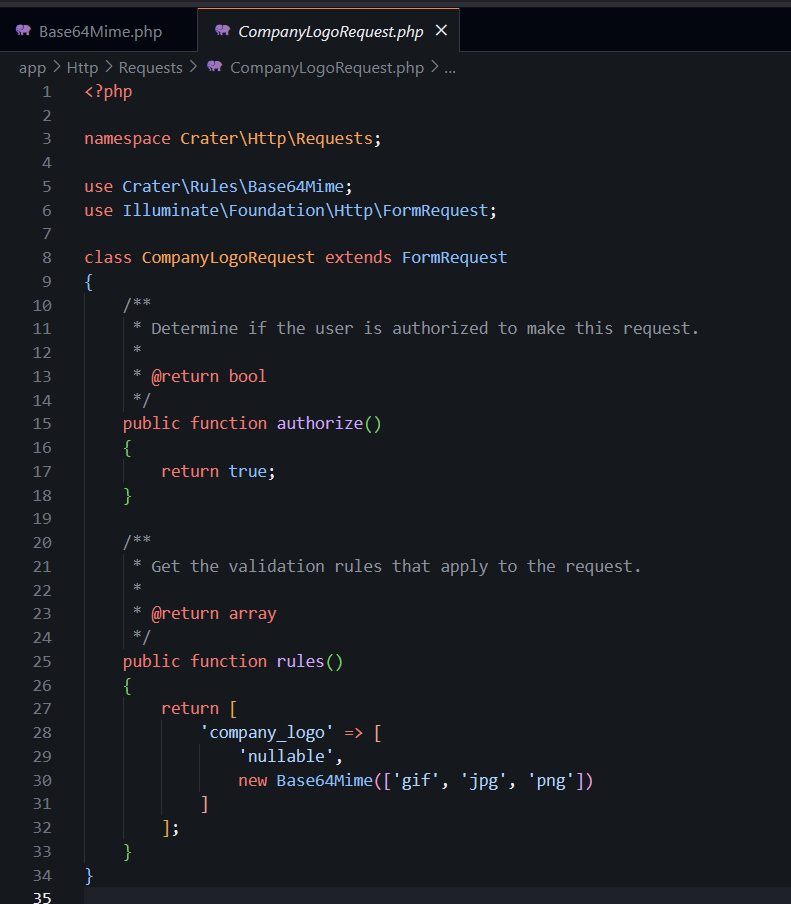 Base64Mime.php CompanyLogoRequest.php ×
app > Http > Requests > CompanyLogoRequest.php > ...
1 <?php
2
3 namespace Crater\Http\Requests;
4
5 use Crater\Rules\Base64Mime;
6 use Illuminate\Foundation\Http\FormRequest;
7
8 class CompanyLogoRequest extends FormRequest
9 {
10     /**
11      * Determine if the user is authorized to make this request.
12      *
13      * @return bool
14      */
15     public function authorize()
16     {
17         return true;
18     }
19
20     /**
21      * Get the validation rules that apply to the request.
22      *
23      * @return array
24      */
25     public function rules()
26     {
27         return [
28             'company_logo' => [
29                 'nullable',
30                 new Base64Mime(['gif', 'jpg', 'png'])
31             ]
32         ];
33     }
34 }
35